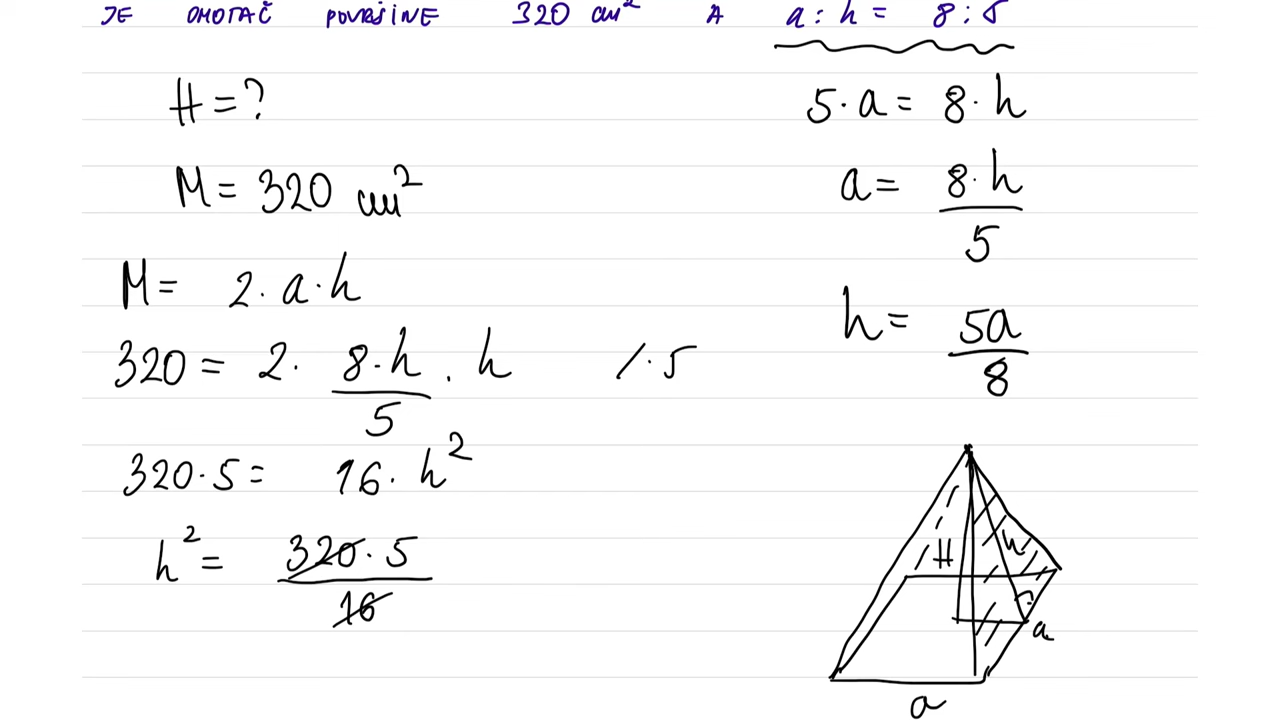 JE OMOTAČ POVRŠINE 320 cm² A a : h = 8 : 5
H = ?
5 · a = 8 · h
M = 320 cm²
a = 8 · h / 5
M = 2 · a · h
h = 5a / 8
320 = 2 · 8 · h / 5 · h / · 5
320 · 5 = 16 · h²
h² = 320 · 5 / 16
H h
a
a